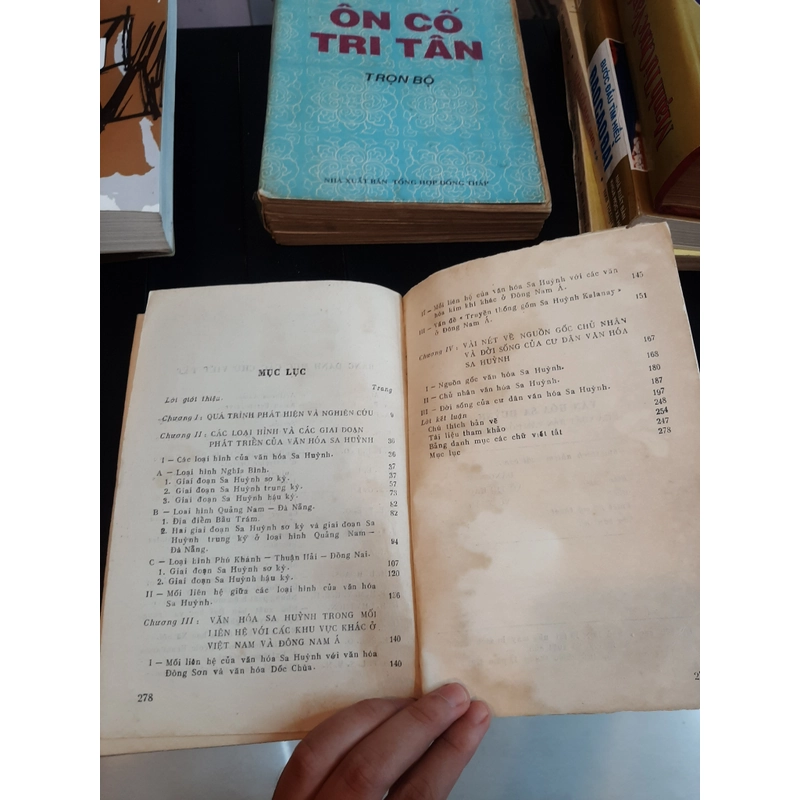 ÔN CỐ
TRI TÂN
TRỌN BỘ
NHÀ XUẤT BẢN TỔNG HỢP ĐỒNG THÁP
BƯỚC ĐẦU TÌM HIỂU
MỤC LỤC
Trang
Lời giới thiệu.
Chương I : QUÁ TRÌNH PHÁT HIỆN VÀ NGHIÊN CỨU 9
Chương II : CÁC LOẠI HÌNH VÀ CÁC GIAI ĐOẠN
PHÁT TRIỂN CỦA VĂN HÓA SA HUỲNH 36
I — Các loại hình của văn hóa Sa Huỳnh. 36
A — Loại hình Nghĩa Bình. 37
1. Giai đoạn Sa Huỳnh sơ kỳ. 37
2. Giai đoạn Sa Huỳnh trung kỳ. 57
3. Giai đoạn Sa Huỳnh hậu kỳ. 73
B — Loại hình Quảng Nam — Đà Nẵng. 82
1. Địa điểm Bàu Trám. 82
2. Hai giai đoạn Sa Huỳnh sơ kỳ và giai đoạn Sa
Huỳnh trung kỳ ở loại hình Quảng Nam —
Đà Nẵng. 94
C — Loại hình Phú Khánh — Thuận Hải — Đồng Nai.
1. Giai đoạn Sa Huỳnh sơ kỳ. 107
2. Giai đoạn Sa Huỳnh hậu kỳ. 120
II — Mối liên hệ giữa các loại hình của văn hóa
Sa Huỳnh. 136
Chương III : VĂN HÓA SA HUỲNH TRONG MỐI
LIÊN HỆ VỚI CÁC KHU VỰC KHÁC Ở
VIỆT NAM VÀ ĐÔNG NAM Á 140
I — Mối liên hệ của văn hóa Sa Huỳnh với văn hóa
Đông Sơn và văn hóa Dốc Chùa. 140
278
II — Mối liên hệ của văn hóa Sa Huỳnh với các văn
hóa kim khí khác ở Đông Nam Á. 145
III — Vấn đề « Truyền thống gốm Sa Huỳnh Kalanay »
ở Đông Nam Á. 151
Chương IV : VÀI NÉT VỀ NGUỒN GỐC CHỦ NHÂN
VÀ ĐỜI SỐNG CỦA CƯ DÂN VĂN HÓA
SA HUỲNH 167
I — Nguồn gốc văn hóa Sa Huỳnh. 168
II — Chủ nhân văn hóa Sa Huỳnh. 180
III — Đời sống của cư dân văn hóa Sa Huỳnh. 187
Lời kết luận 197
Chú thích bản vẽ 248
Tài liệu tham khảo 254
Bảng danh mục các chữ viết tắt 247
Mục lục 278